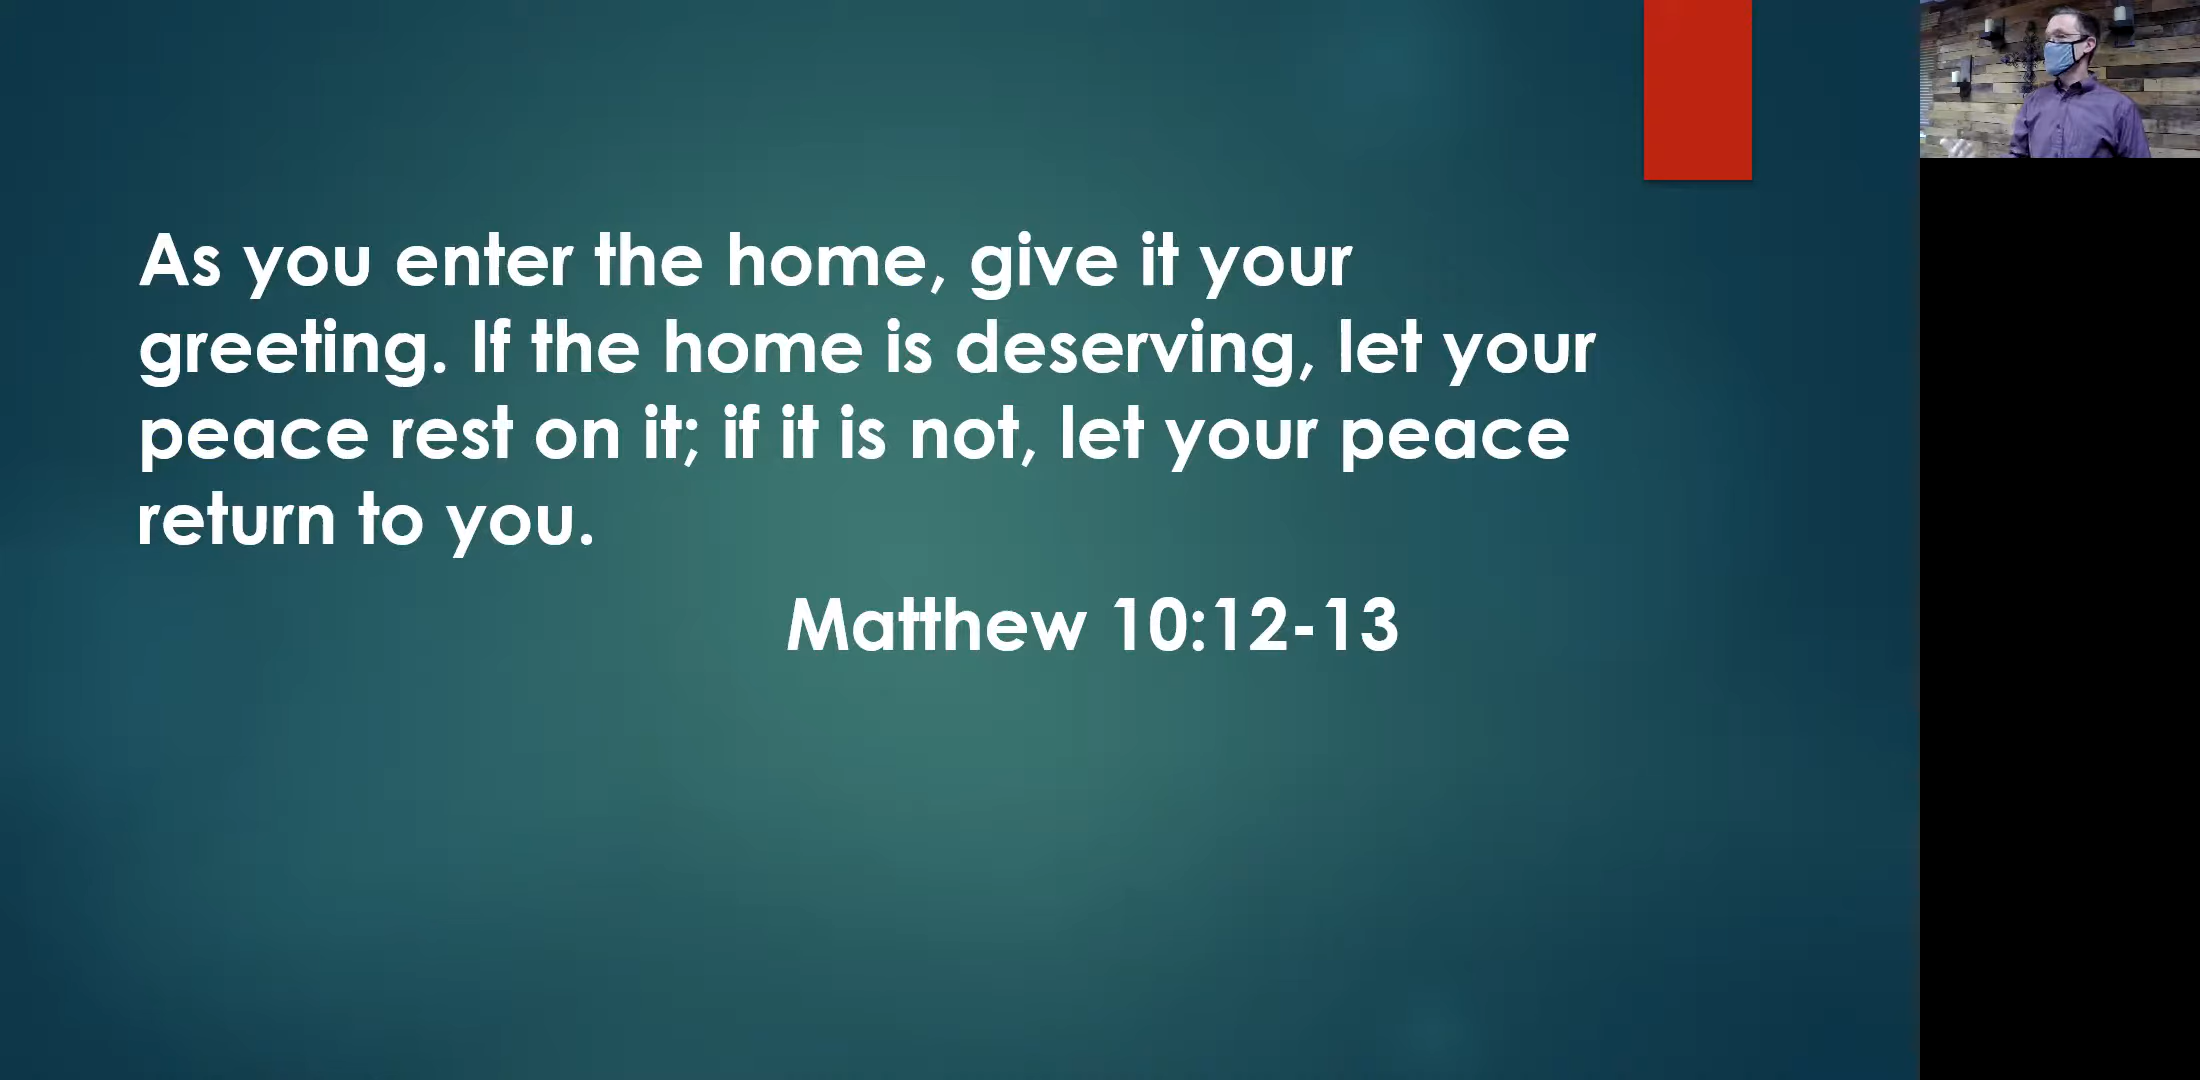 As you enter the home, give it your
greeting. If the home is deserving, let your
peace rest on it; if it is not, let your peace
return to you.
Matthew 10:12-13